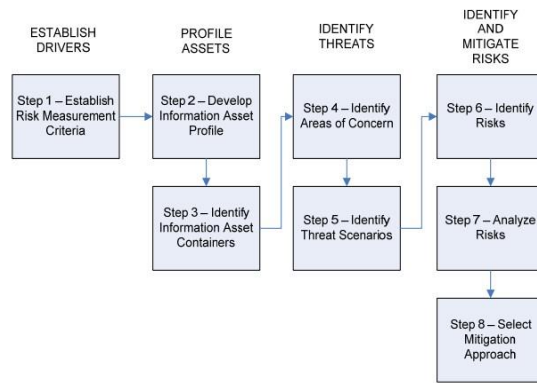 ESTABLISH
DRIVERS
PROFILE
ASSETS
IDENTIFY
THREATS
IDENTIFY
AND
MITIGATE
RISKS
Step 1 – Establish
Risk Measurement
Criteria
Step 2 – Develop
Information Asset
Profile
Step 3 – Identify
Information Asset
Containers
Step 4 – Identify
Areas of Concern
Step 5 – Identify
Threat Scenarios
Step 6 – Identify
Risks
Step 7 – Analyze
Risks
Step 8 – Select
Mitigation
Approach